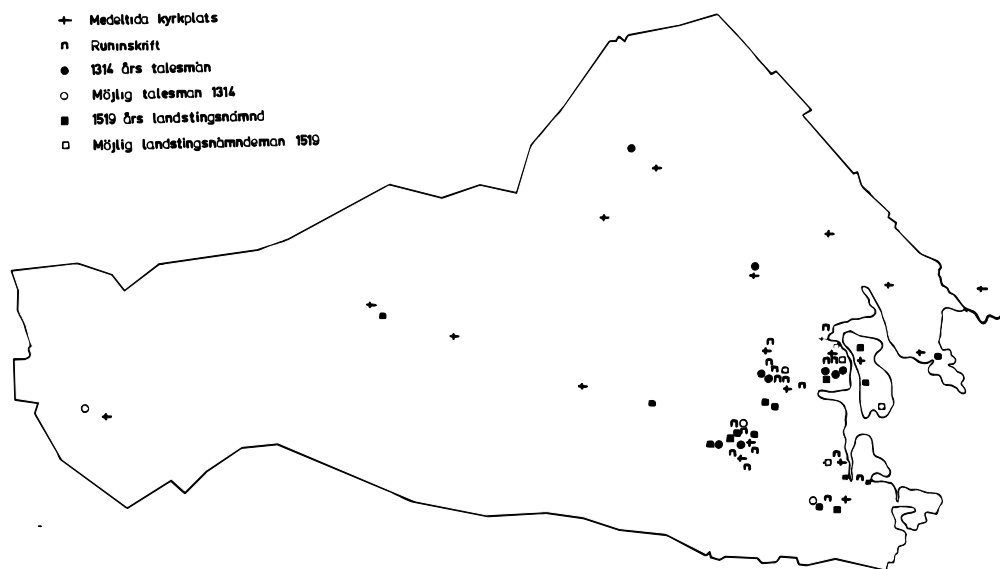 Medeltida kyrkplats
Runinskrift
1314 års talesmän
Möjlig talesman 1314
1519 års landstingsnämnd
Möjlig landstingsnämndeman 1519